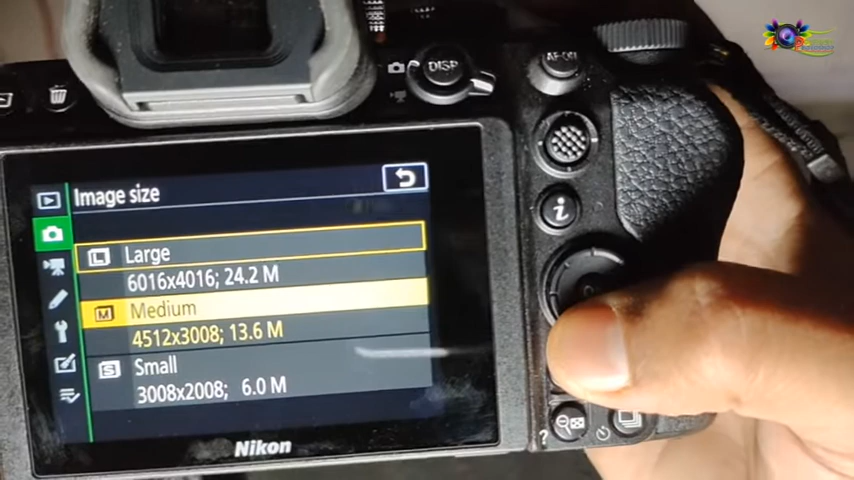 DISP
AF-ON
i
Image size
L Large
6016x4016; 24.2 M
M Medium
4512x3008; 13.6 M
S Small
3008x2008; 6.0 M
Nikon